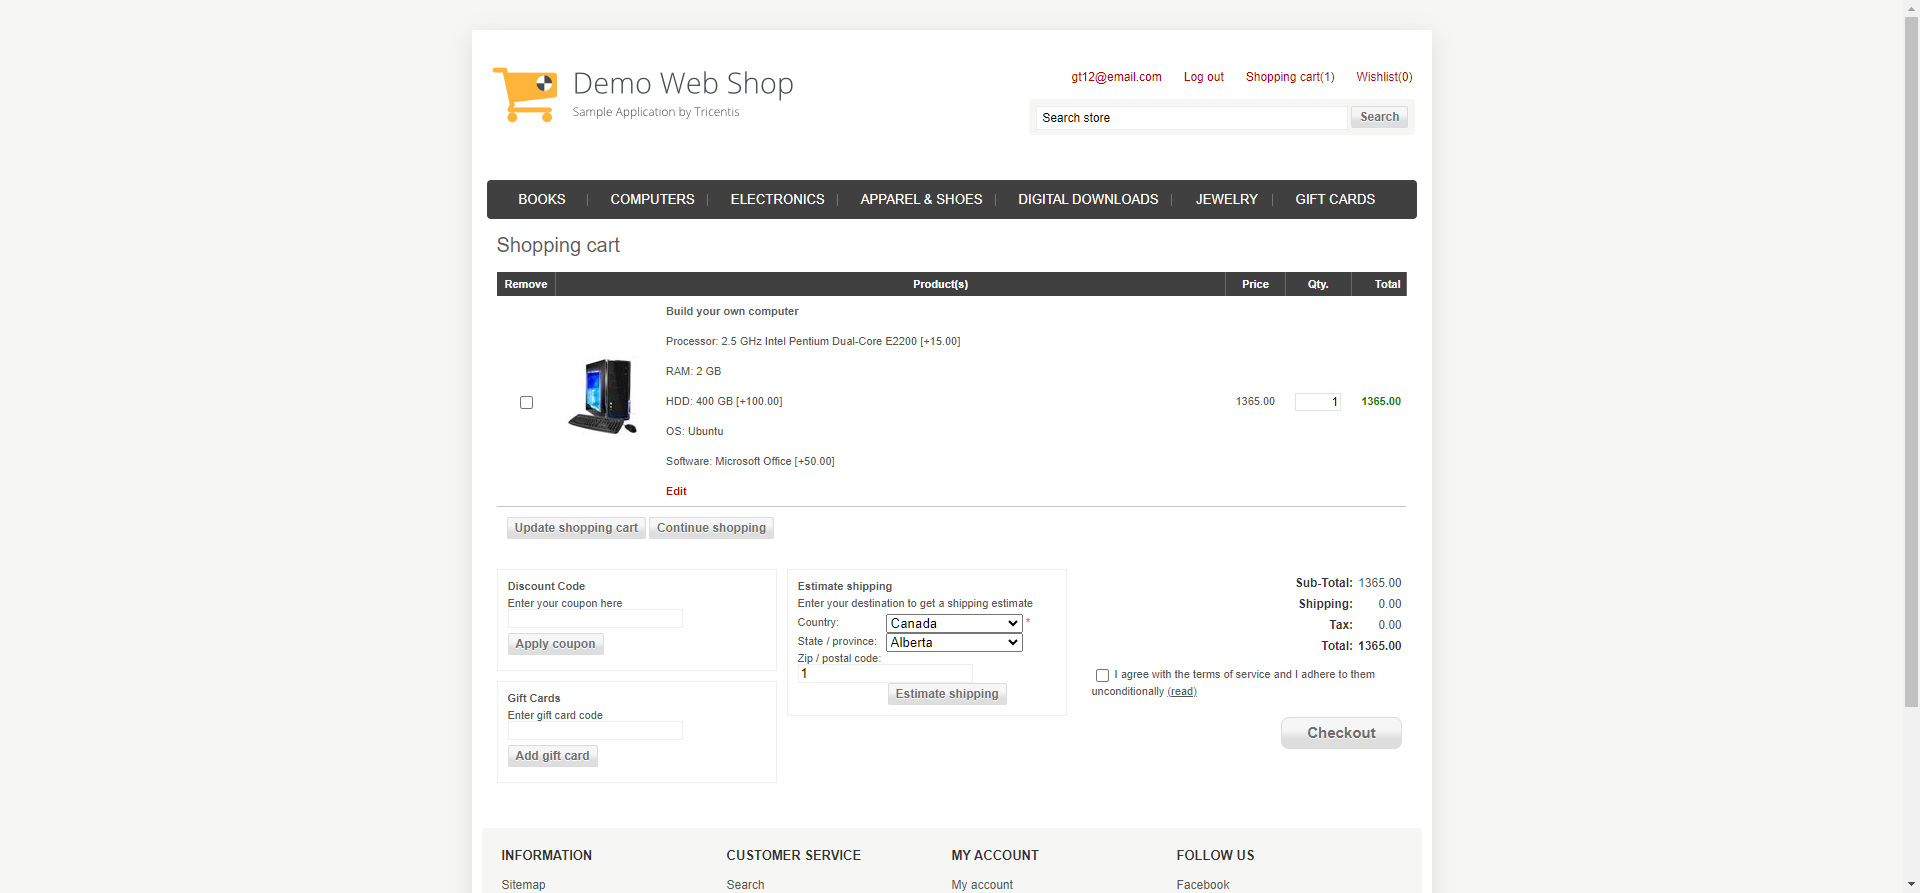 Demo Web Shop
Sample Application by Tricentis
gt12@email.com Log out Shopping cart(1) Wishlist(0)
Search store Search
BOOKS COMPUTERS ELECTRONICS APPAREL & SHOES DIGITAL DOWNLOADS JEWELRY GIFT CARDS
Shopping cart
Remove Product(s) Price Qty. Total
Build your own computer
Processor: 2.5 GHz Intel Pentium Dual-Core E2200 [+15.00]
RAM: 2 GB
HDD: 400 GB [+100.00] 1365.00 1 1365.00
OS: Ubuntu
Software: Microsoft Office [+50.00]
Edit
Update shopping cart Continue shopping
Discount Code
Enter your coupon here
Apply coupon
Gift Cards
Enter gift card code
Add gift card
Estimate shipping
Enter your destination to get a shipping estimate
Country: Canada *
State / province: Alberta
Zip / postal code:
1
Estimate shipping
Sub-Total: 1365.00
Shipping: 0.00
Tax: 0.00
Total: 1365.00
I agree with the terms of service and I adhere to them
unconditionally (read)
Checkout
INFORMATION CUSTOMER SERVICE MY ACCOUNT FOLLOW US
Sitemap Search My account Facebook